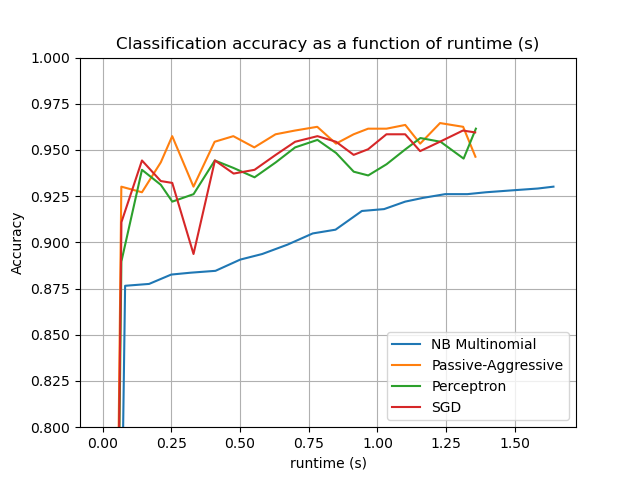 Classification accuracy as a function of runtime (s)
1.000
0.975
0.950
0.925
0.900
0.875
0.850
0.825
0.800
Accuracy
0.00 0.25 0.50 0.75 1.00 1.25 1.50
runtime (s)
NB Multinomial
Passive-Aggressive
Perceptron
SGD